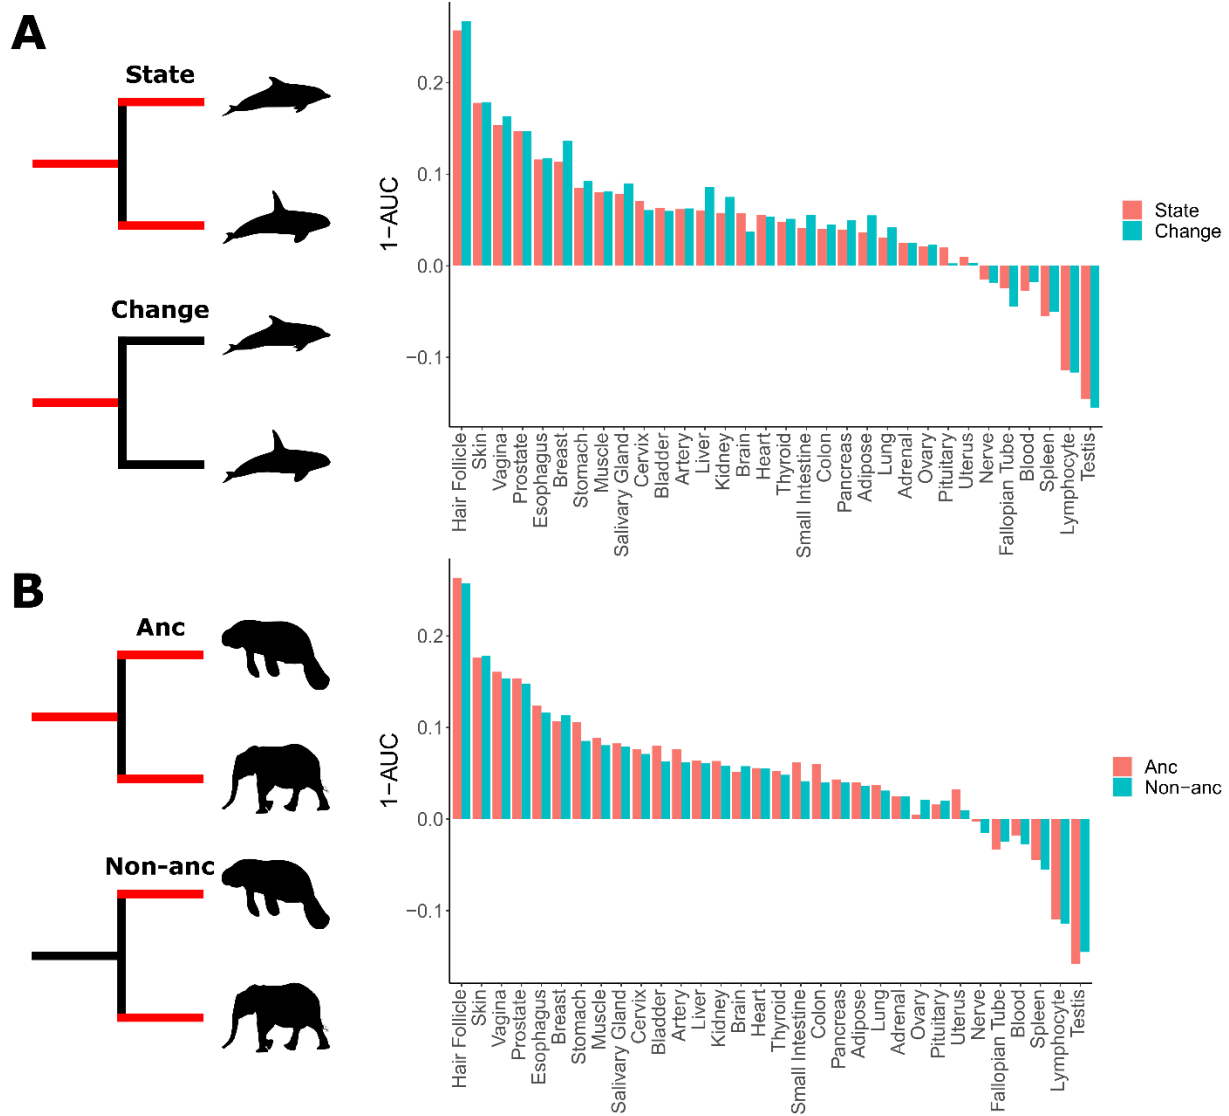 A
State
Change
1−AUC
0.2
0.1
0.0
−0.1
Hair Follicle
Skin
Vagina
Prostate
Esophagus
Breast
Stomach
Muscle
Salivary Gland
Cervix
Bladder
Artery
Liver
Kidney
Brain
Heart
Thyroid
Small Intestine
Colon
Pancreas
Adipose
Lung
Adrenal
Ovary
Pituitary
Uterus
Nerve
Fallopian Tube
Blood
Spleen
Lymphocyte
Testis
State
Change
B
Anc
Non-anc
1−AUC
0.2
0.1
0.0
−0.1
Hair Follicle
Skin
Vagina
Prostate
Esophagus
Breast
Stomach
Muscle
Salivary Gland
Cervix
Bladder
Artery
Liver
Kidney
Brain
Heart
Thyroid
Small Intestine
Colon
Pancreas
Adipose
Lung
Adrenal
Ovary
Pituitary
Uterus
Nerve
Fallopian Tube
Blood
Spleen
Lymphocyte
Testis
Anc
Non−anc